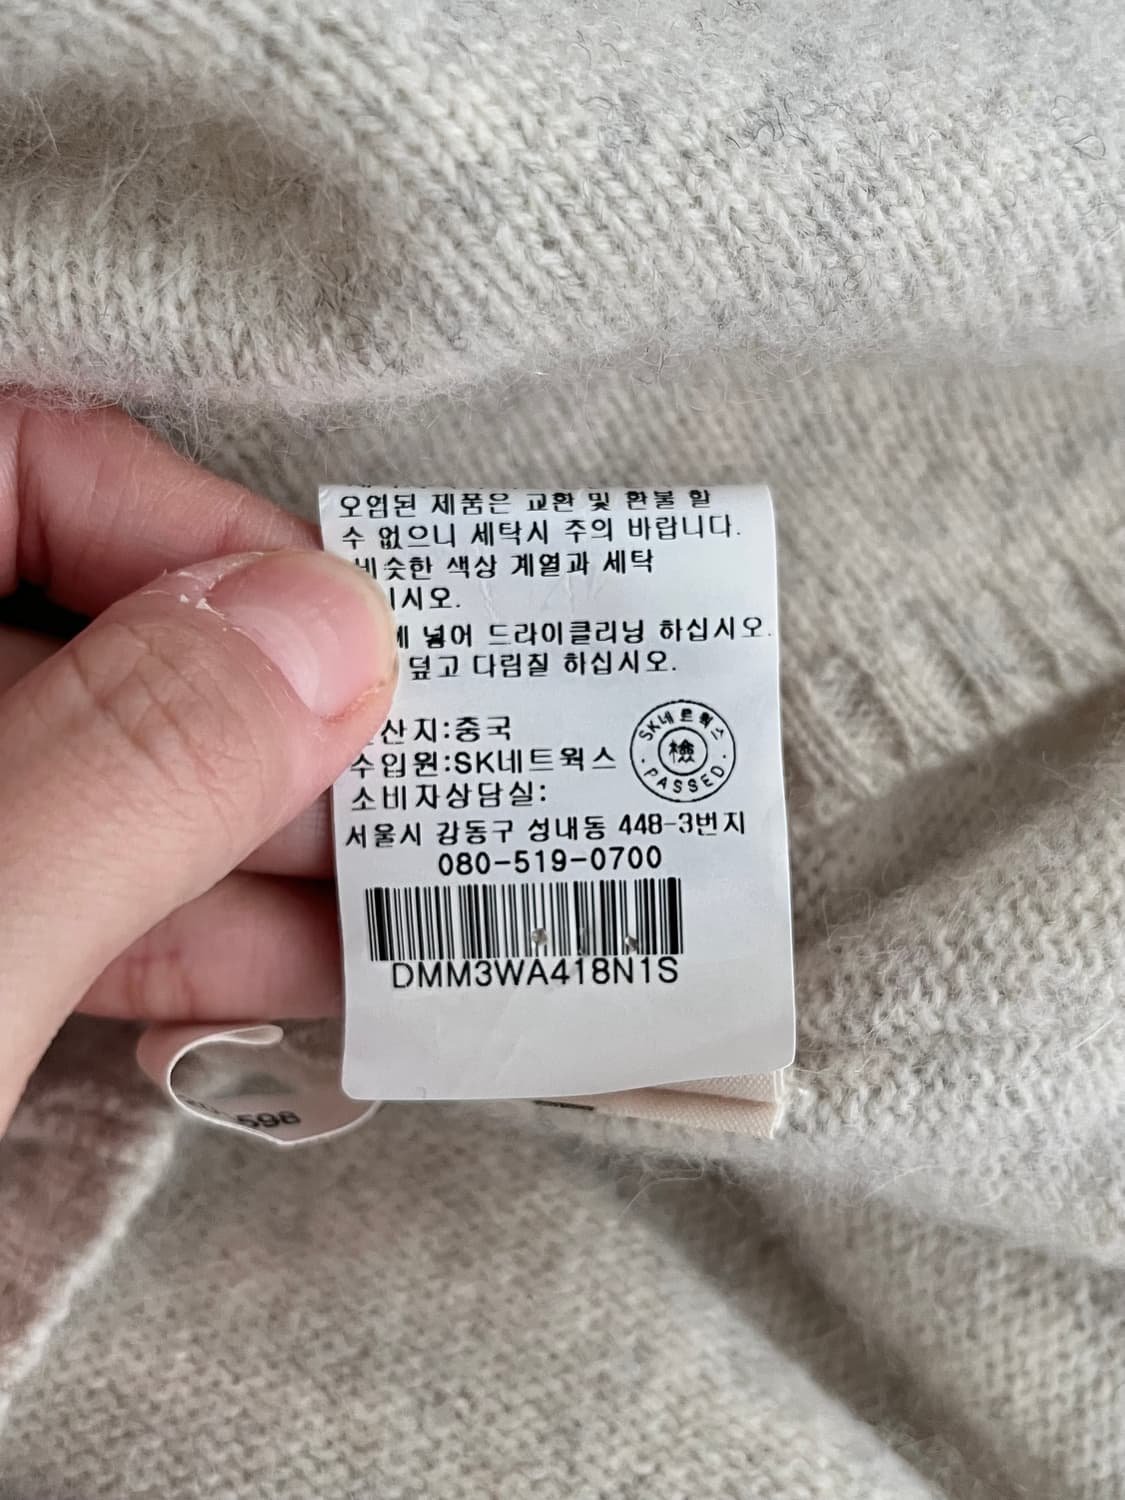 오염된 제품은 교환 및 환불 할
수 없으니 세탁시 주의 바랍니다.
비슷한 색상 계열과 세탁
시오.
넣어 드라이클리닝 하십시오.
덮고 다림질 하십시오.
산지:중국
수입원:SK네트웍스
SK네트웍스
檢
PASSED
소비자상담실:
서울시 강동구 성내동 448-3번지
080-519-0700
DMM3WA418N1S
598